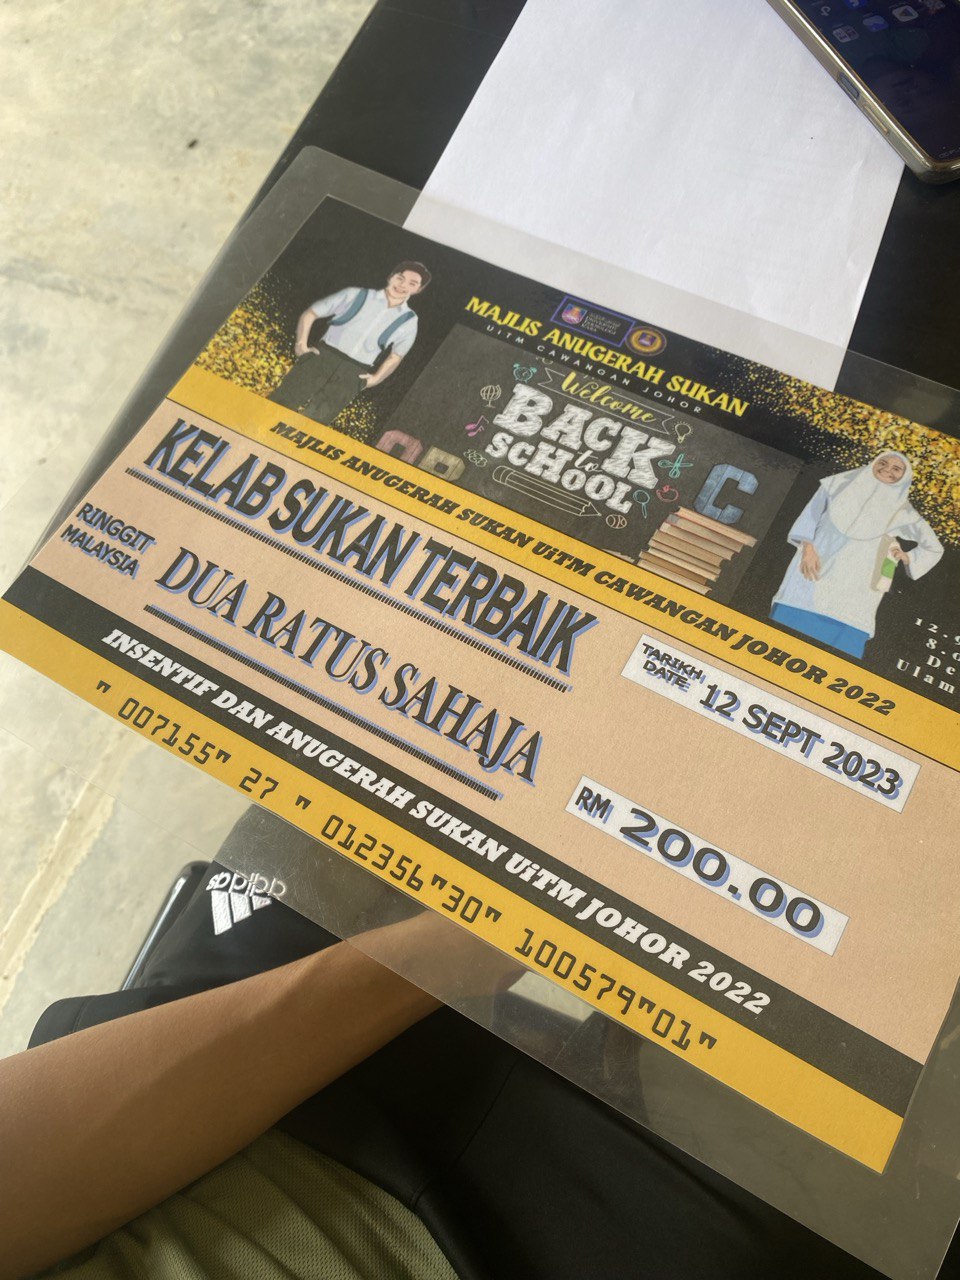 MAJLIS ANUGERAH SUKAN
UiTM CAWANGAN JOHOR
Welcome
BACK
to
SCHOOL
C
MAJLIS ANUGERAH SUKAN UiTM CAWANGAN JOHOR 2022
KELAB SUKAN TERBAIK
RINGGIT
MALAYSIA
DUA RATUS SAHAJA
TARIKH
DATE
12 SEPT 2023
RM 200.00
INSENTIF DAN ANUGERAH SUKAN UiTM JOHOR 2022
" 007155" 27 " 012356"30" 100579"01"
adidas